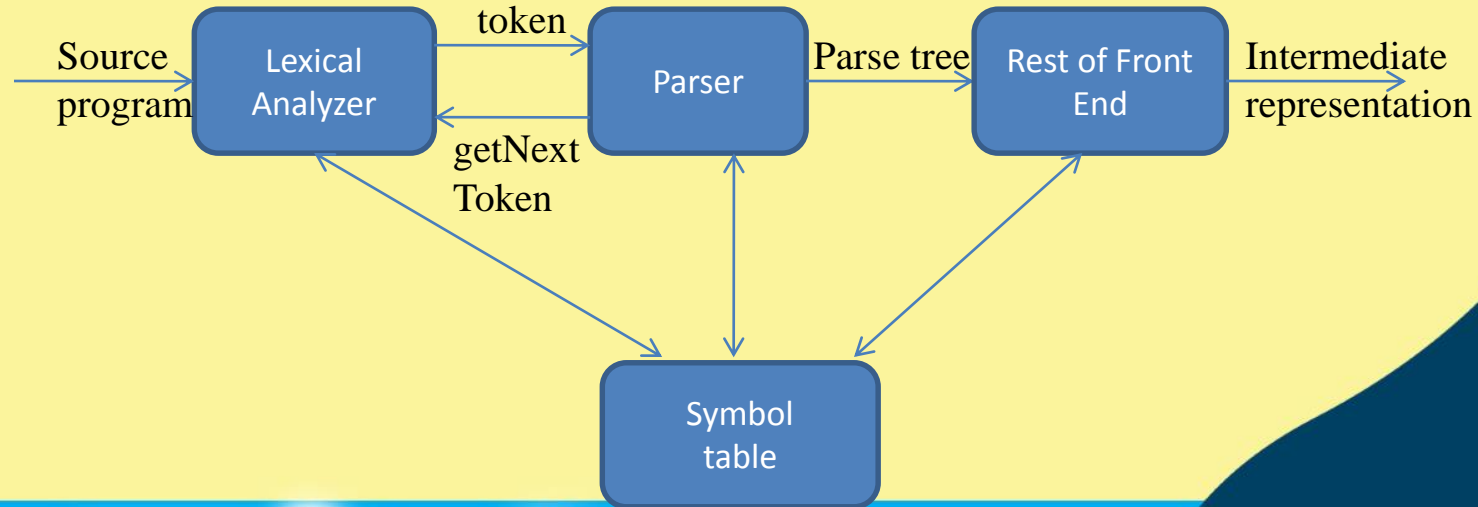 Source
program
Lexical
Analyzer
token
getNext
Token
Parser
Parse tree
Rest of Front
End
Intermediate
representation
Symbol
table